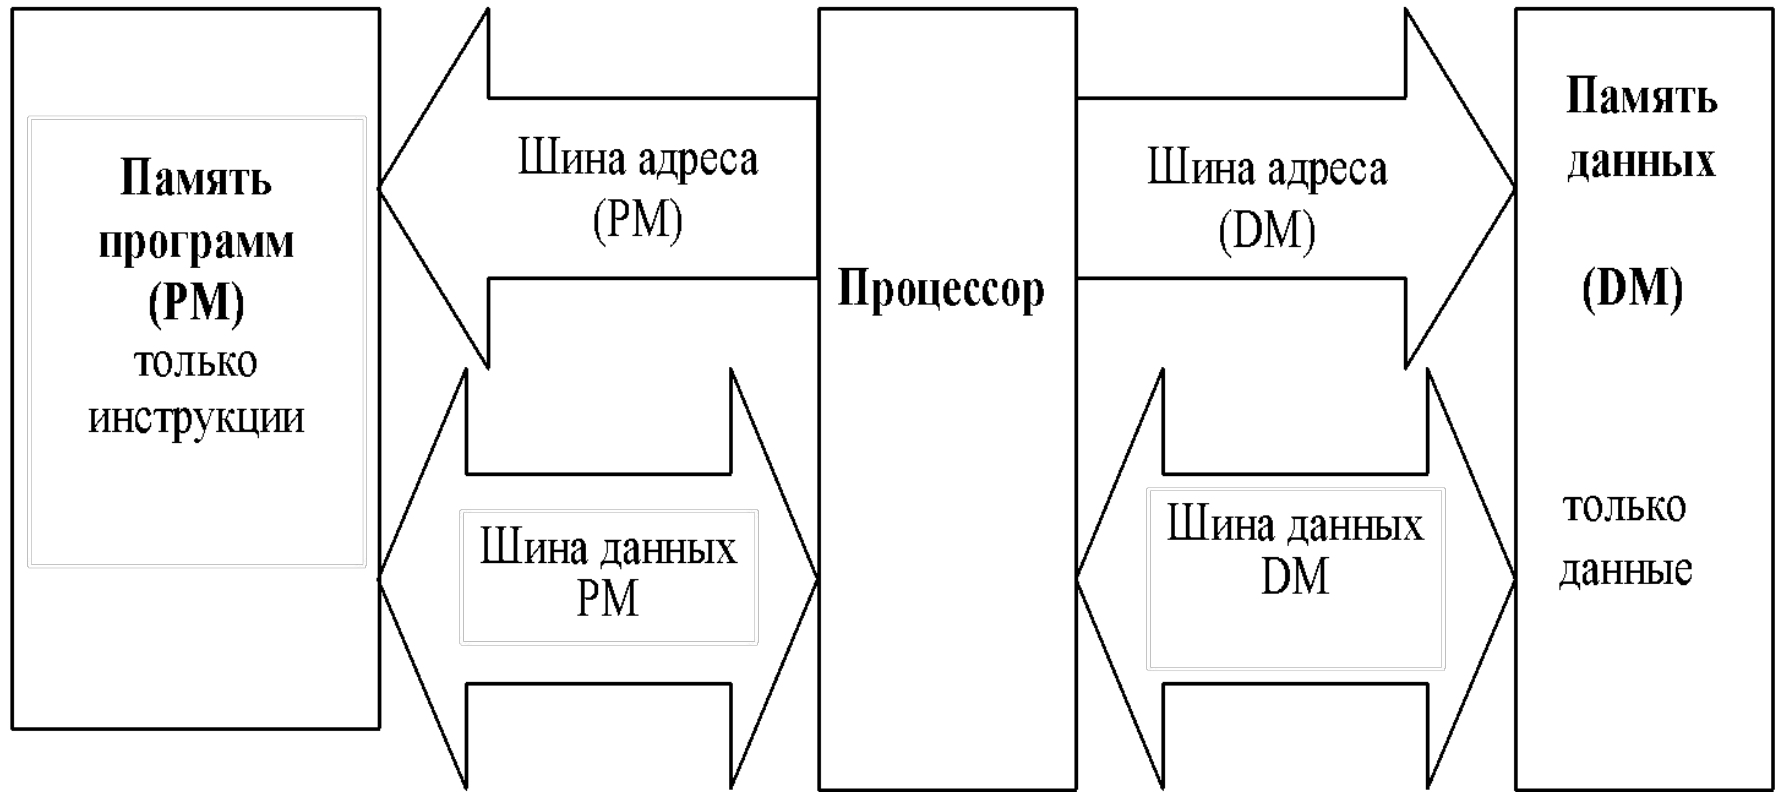 Память
программ
(PM)
только
инструкции
Шина адреса
(PM)
Шина данных
PM
Процессор
Шина адреса
(DM)
Шина данных
DM
Память
данных
(DM)
только
данные